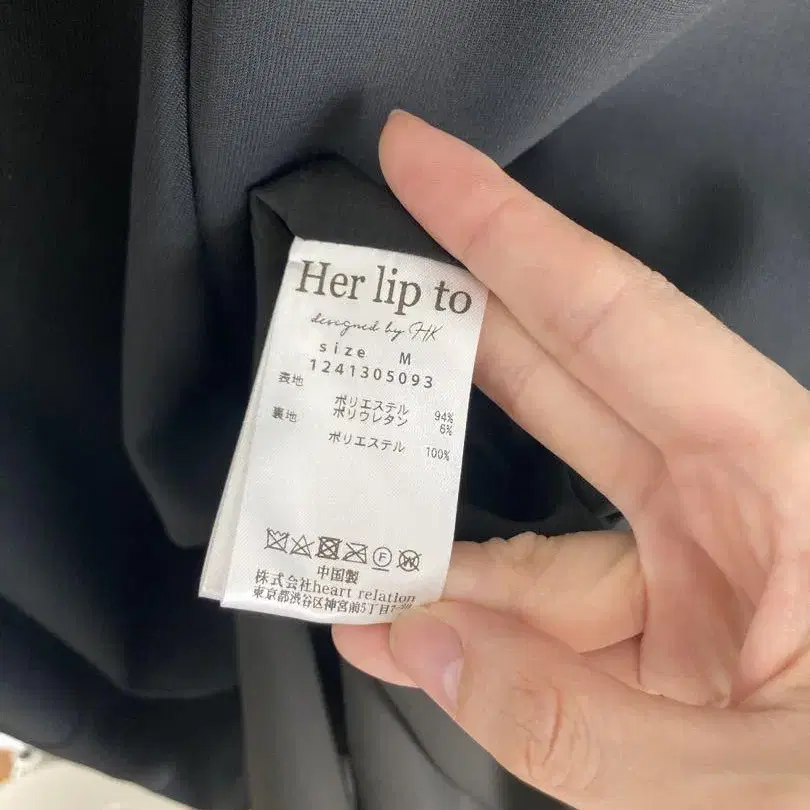 Her lip to
designed by HK
size M
1241305093
表地
ポリエステル 94%
ポリウレタン 6%
裏地
ポリエステル 100%
F W
中国製
株式会社heart relation
東京都渋谷区神宮前5丁目